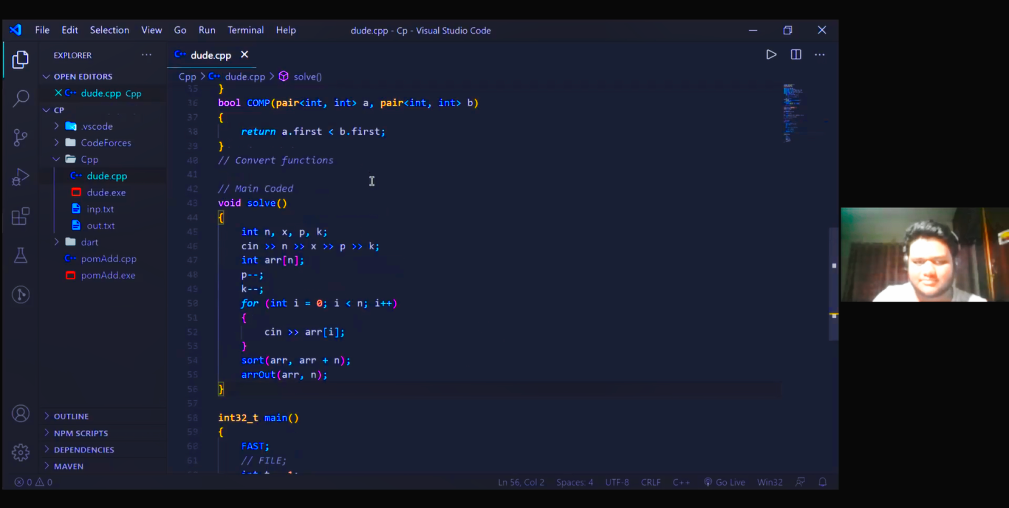 File Edit Selection View Go Run Terminal Help dude.cpp - Cp - Visual Studio Code
EXPLORER
OPEN EDITORS
dude.cpp Cpp
CP
.vscode
CodeForces
Cpp
dude.cpp
dude.exe
inp.txt
out.txt
dart
pomAdd.cpp
pomAdd.exe
OUTLINE
NPM SCRIPTS
DEPENDENCIES
MAVEN
dude.cpp
Cpp > dude.cpp > solve()
35 }
36 bool COMP(pair<int, int> a, pair<int, int> b)
37 {
38 return a.first < b.first;
39 }
40 // Convert functions
41
42 // Main Coded
43 void solve()
44 {
45 int n, x, p, k;
46 cin >> n >> x >> p >> k;
47 int arr[n];
48 p--;
49 k--;
50 for (int i = 0; i < n; i++)
51 {
52 cin >> arr[i];
53 }
54 sort(arr, arr + n);
55 arrOut(arr, n);
56 }
57
58 int32_t main()
59 {
60 FAST;
61 // FILE;
0 0 Ln 56, Col 2 Spaces: 4 UTF-8 CRLF C++ Go Live Win32